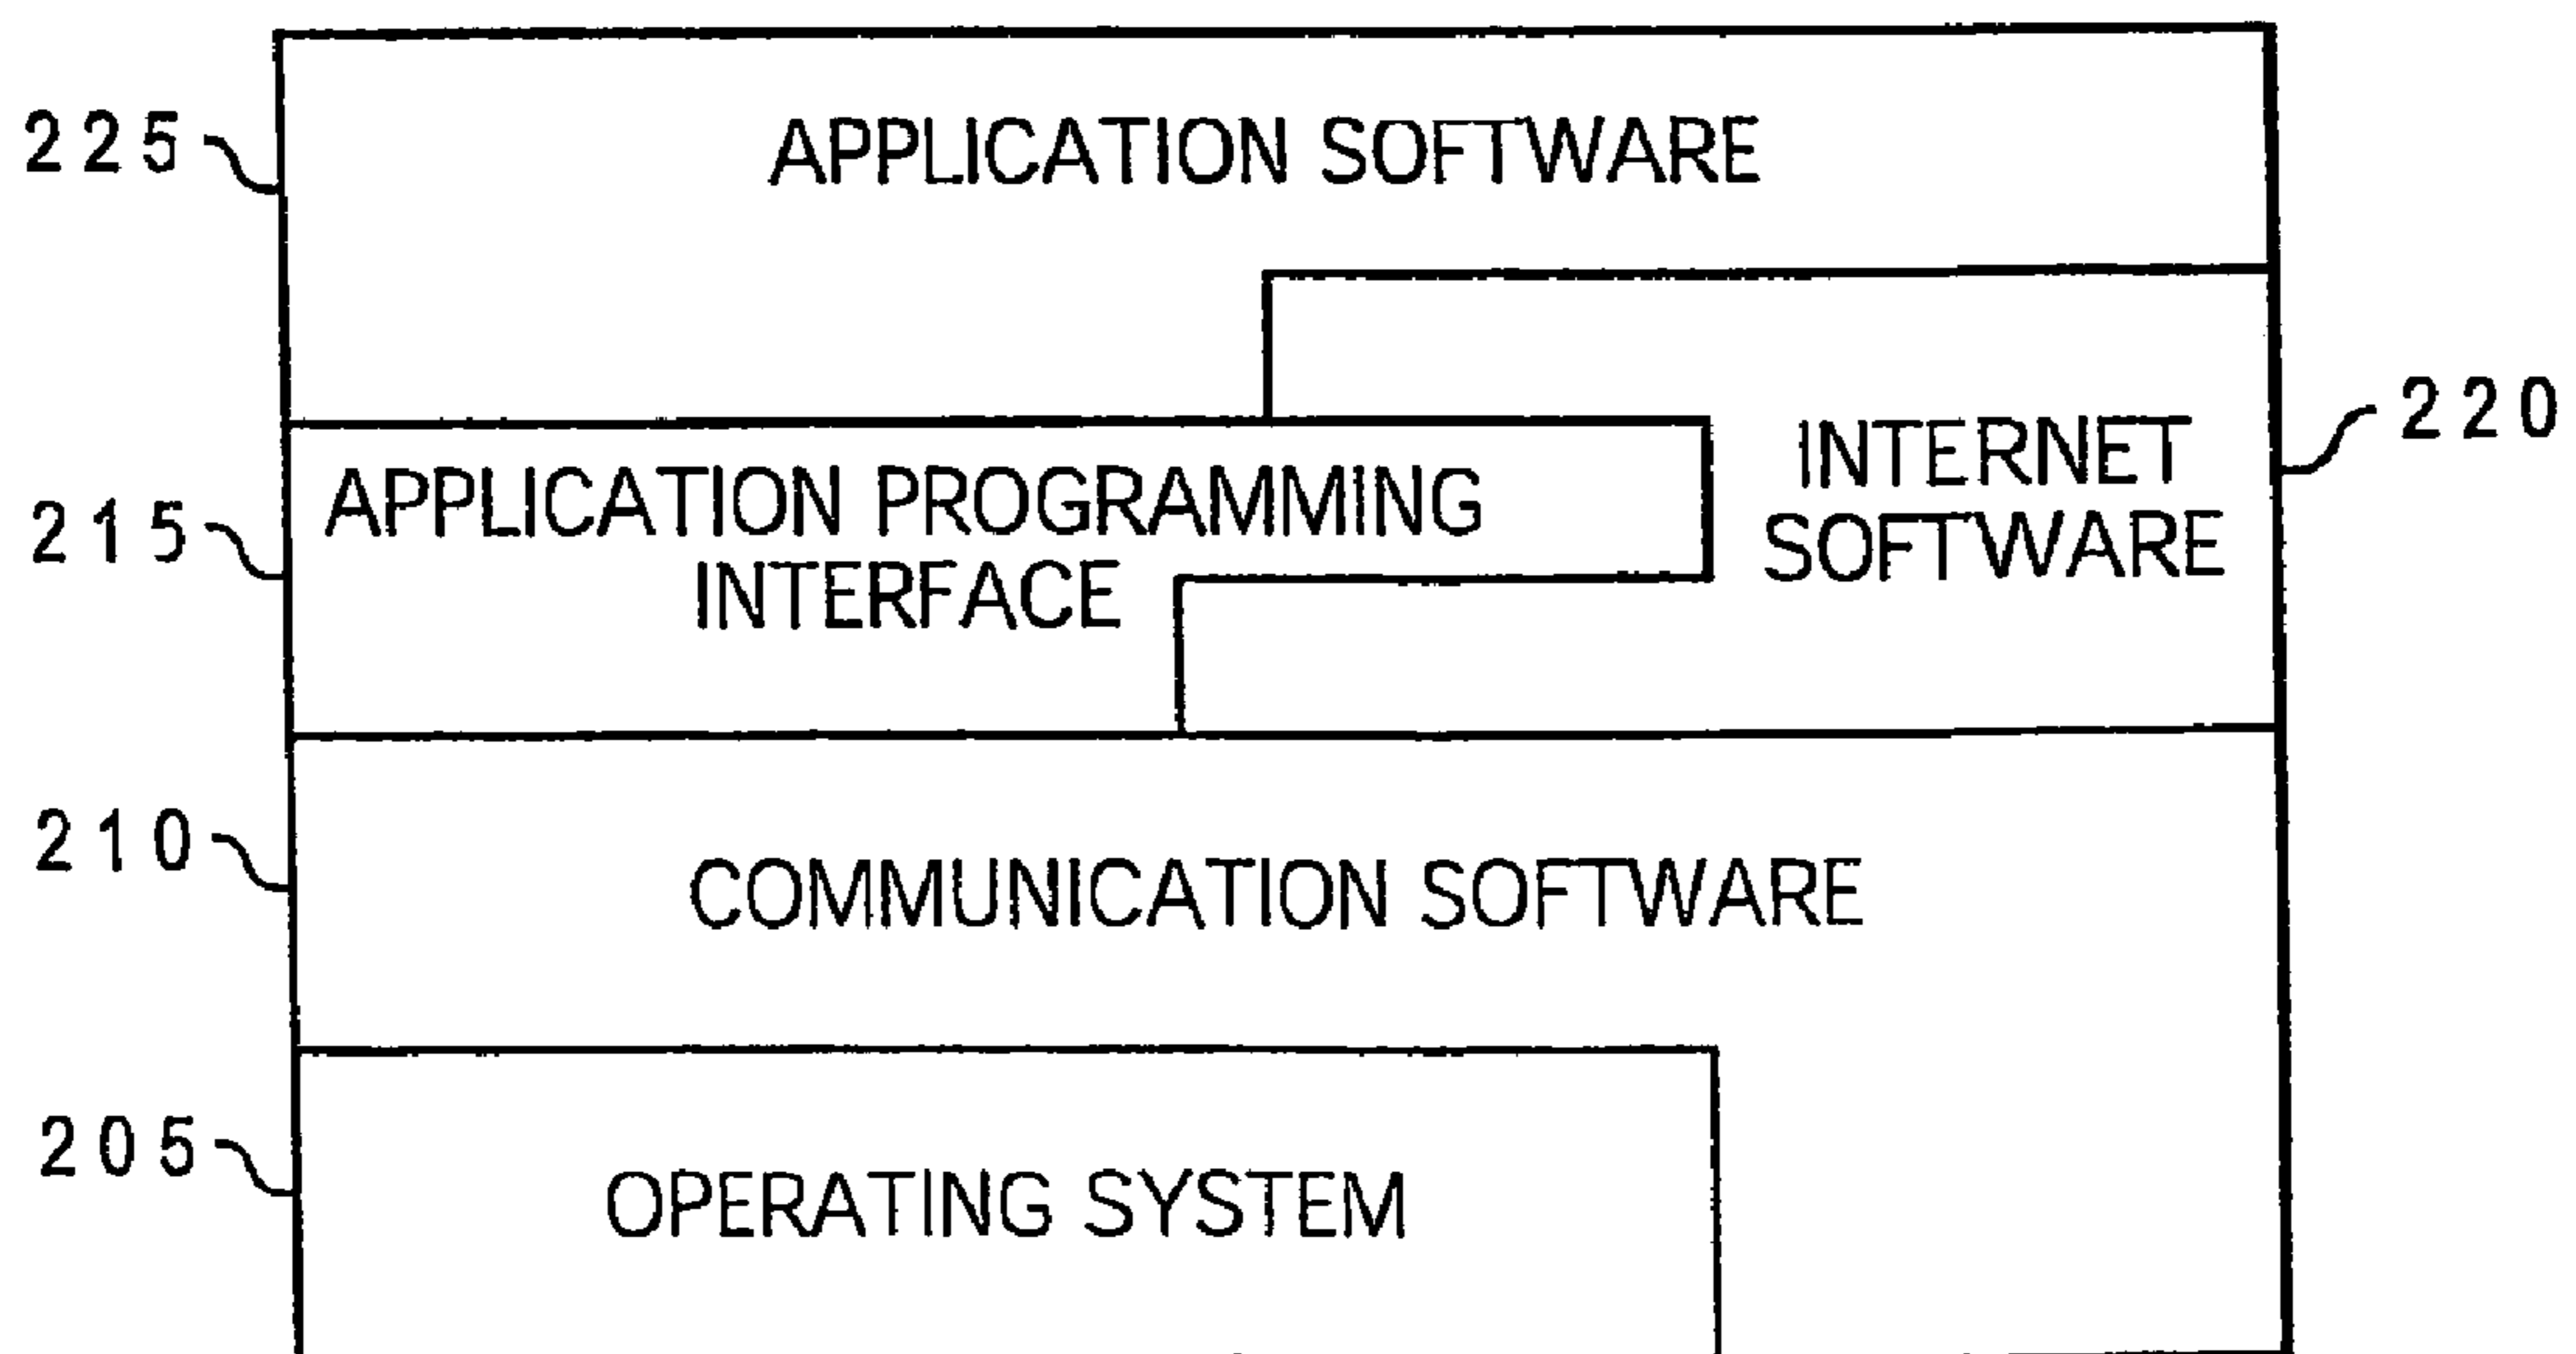 225
APPLICATION SOFTWARE
220
INTERNET
SOFTWARE
215
APPLICATION PROGRAMMING
INTERFACE
210
COMMUNICATION SOFTWARE
205
OPERATING SYSTEM